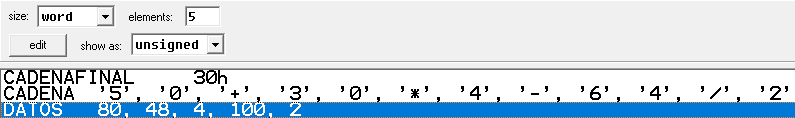 size: word elements: 5
edit show as: unsigned
CADENAFINAL 30h
CADENA '5', '0', '+', '3', '0', '*', '4', '-', '6', '4', '/', '2'
DATOS 80, 48, 4, 100, 2